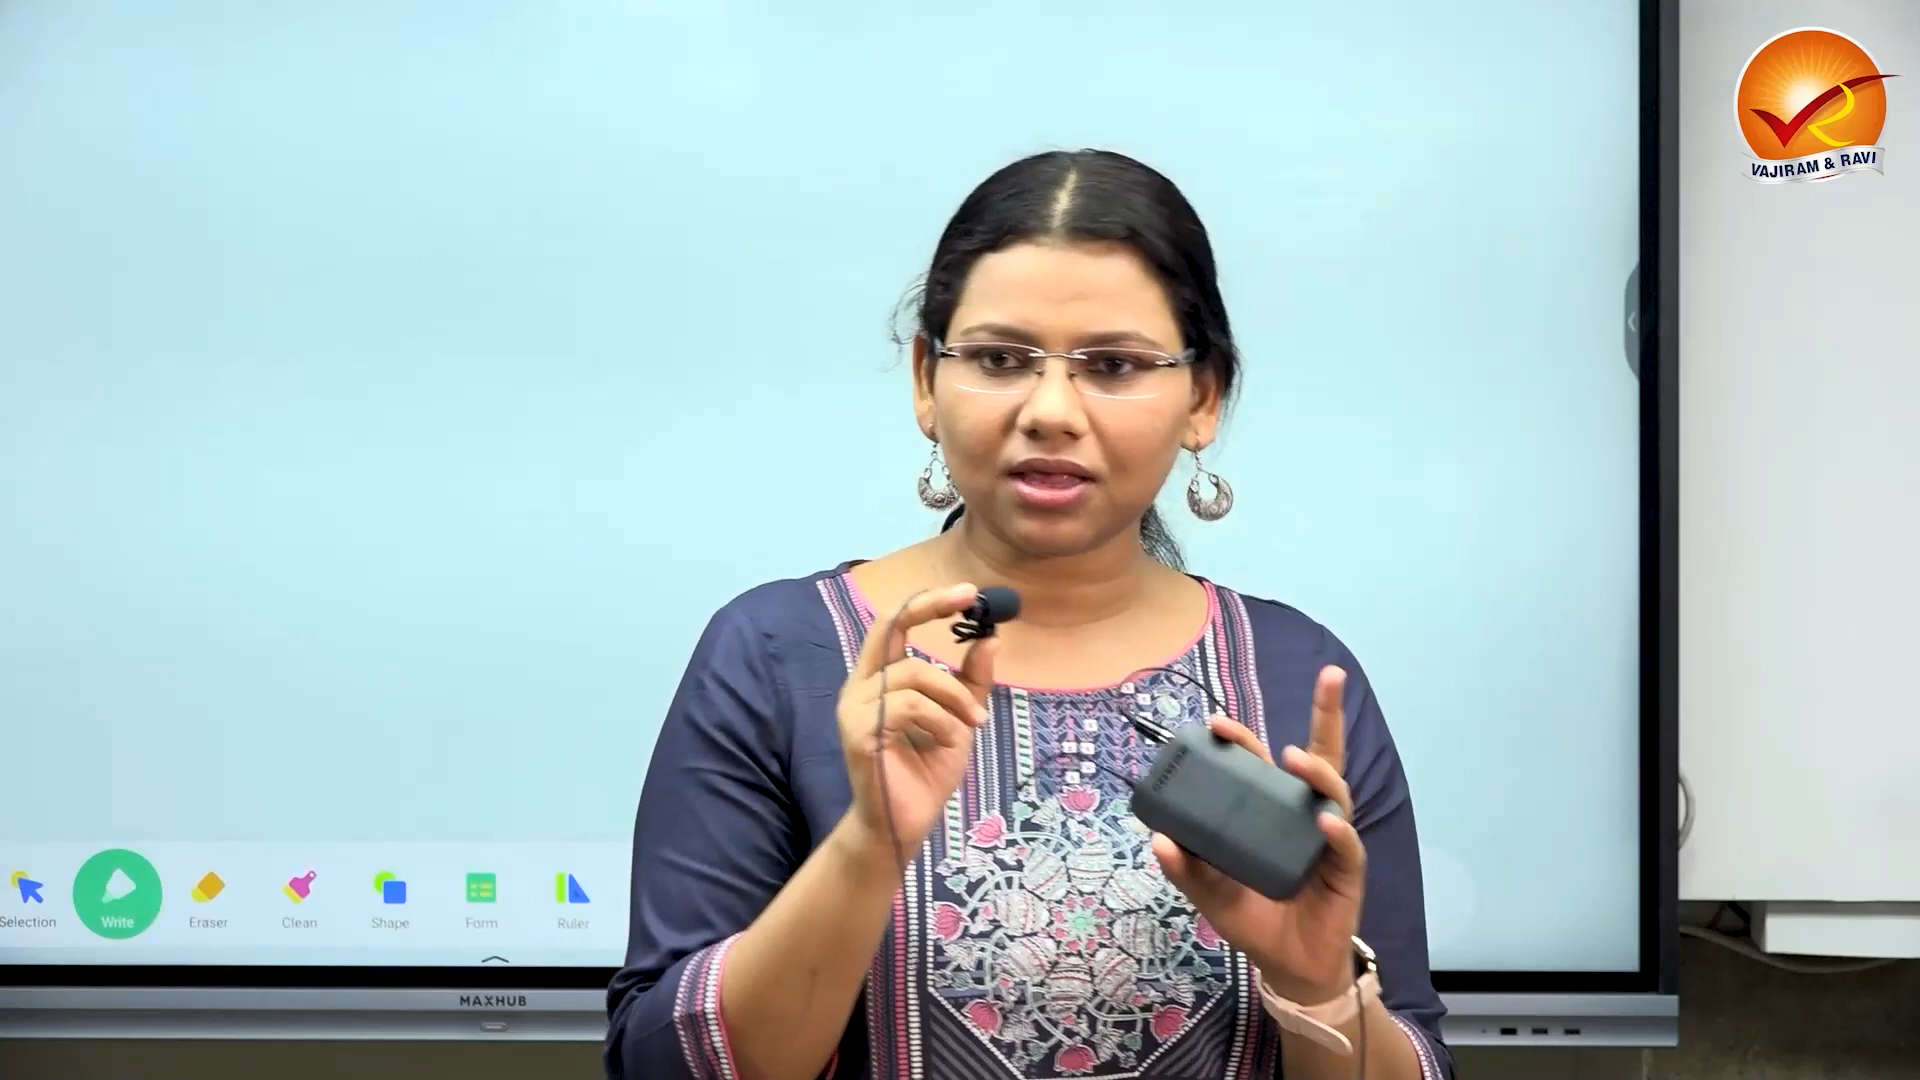 VAJIRAM & RAVI
Selection
Write
Eraser
Clean
Shape
Form
Ruler
MAXHUB